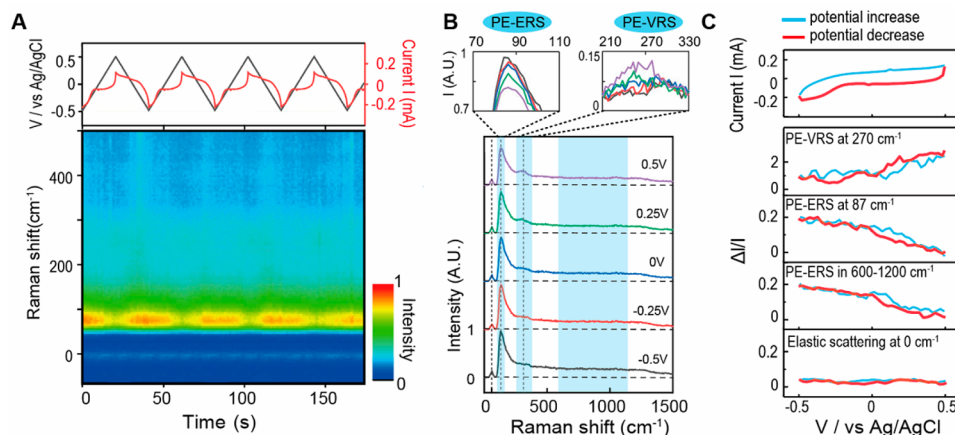 A
V / vs Ag/AgCl
0.5
0
-0.5
0.2
0
-0.2
Current I (mA)
Raman shift(cm-1)
400
200
0
1
Intensity
0
0
50
100
150
Time (s)
B
PE-ERS
PE-VRS
70
90
110
210
270
330
I (A.U.)
1
0.7
0.15
0
0.5V
0.25V
0V
-0.25V
-0.5V
Intensity (A.U.)
1
0
0
500
1000
1500
Raman shift (cm-1)
C
potential increase
potential decrease
Current I (mA)
0.2
0
-0.2
PE-VRS at 270 cm-1
2
0
PE-ERS at 87 cm-1
0.2
0
ΔI/I
PE-ERS in 600-1200 cm-1
0.2
0
Elastic scattering at 0 cm-1
0.2
0
-0.5
0
0.5
V / vs Ag/AgCl